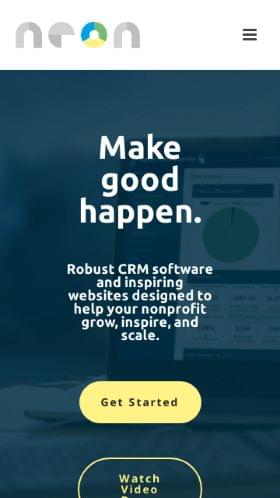 neon
Make
good
happen.
Robust CRM software
and inspiring
websites designed to
help your nonprofit
grow, inspire, and
scale.
Get Started
Watch
Video